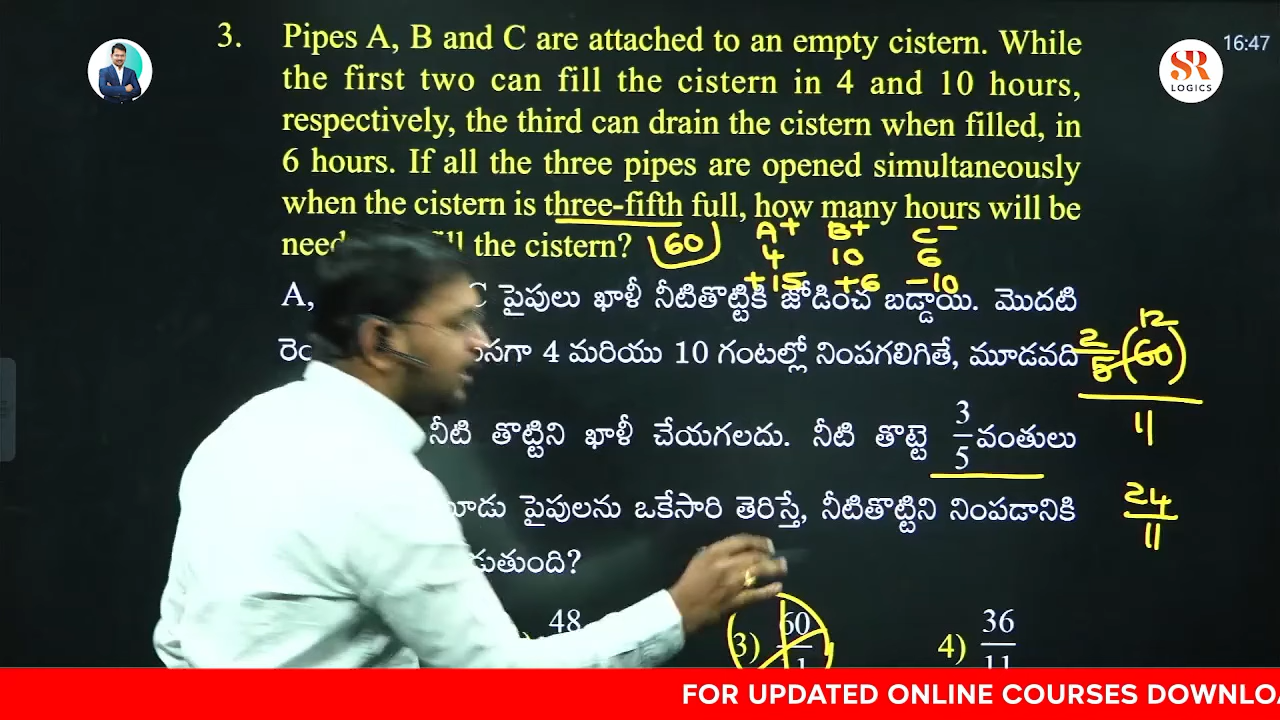 3. Pipes A, B and C are attached to an empty cistern. While
the first two can fill the cistern in 4 and 10 hours,
respectively, the third can drain the cistern when filled, in
6 hours. If all the three pipes are opened simultaneously
when the cistern is three-fifth full, how many hours will be
the cistern? 60
A+ B+ C-
4 10 6
+15 +6 -10
A, C పైపులు ఖాళీ నీటితొట్టికి జోడించ బడ్డాయి. మొదటి
4 మరియు 10 గంటల్లో నింపగలిగితే, మూడవది
నీటి తొట్టిని ఖాళీ చేయగలదు. నీటి తొట్టె 3/5 వంతులు
పైపులను ఒకేసారి తెరిస్తే, నీటితొట్టిని నింపడానికి
2/5 (60) 12
11
24/11
48
3) 60
4) 36/11
SR
LOGICS
16:47
FOR UPDATED ONLINE COURSES DOWNLO